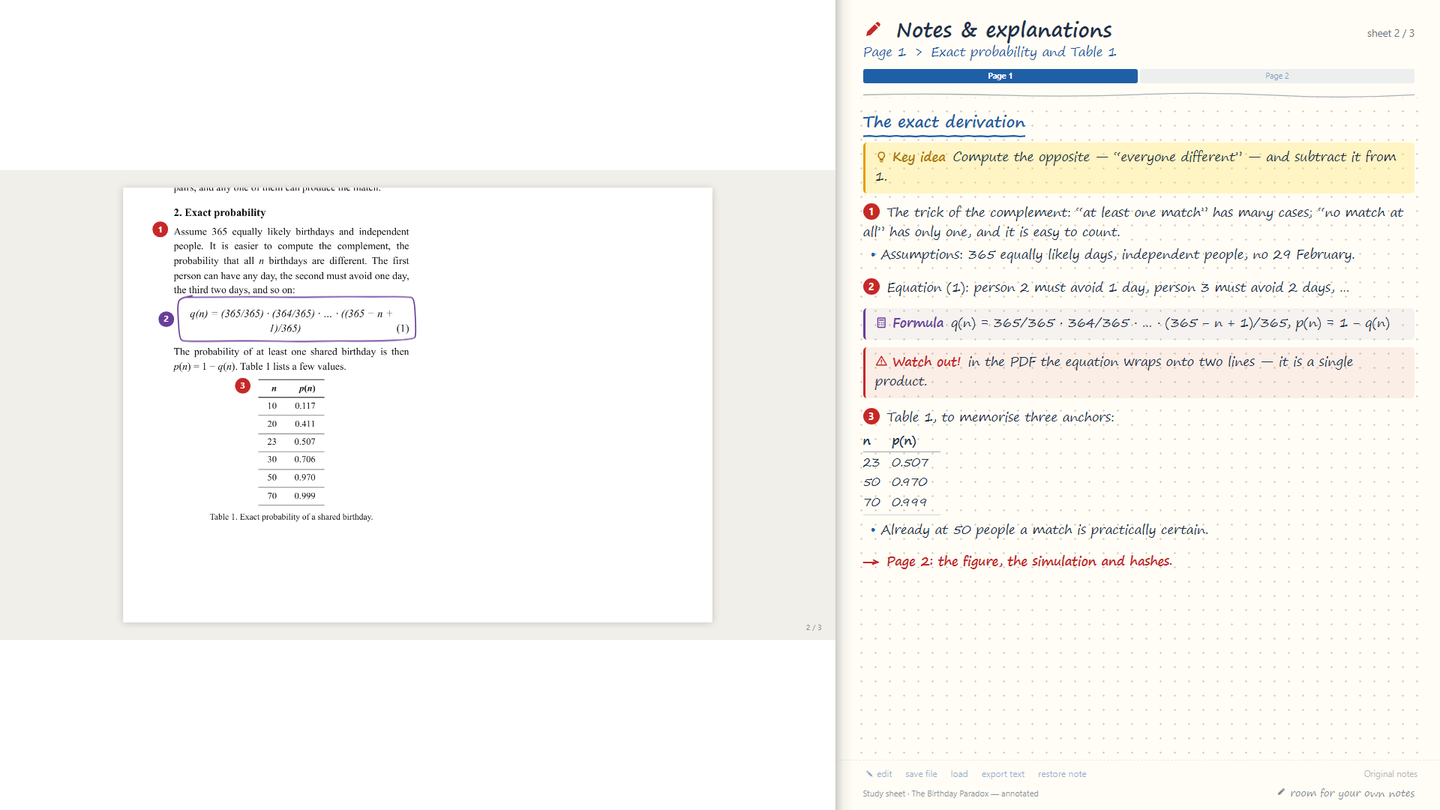 pairs, and any one of them can produce the match.
2. Exact probability
1
Assume 365 equally likely birthdays and independent
people. It is easier to compute the complement, the
probability that all n birthdays are different. The first
person can have any day, the second must avoid one day,
the third two days, and so on:
2
q(n) = (365/365) · (364/365) · ... · ((365 − n +
1)/365) (1)
The probability of at least one shared birthday is then
p(n) = 1 − q(n). Table 1 lists a few values.
3
n p(n)
10 0.117
20 0.411
23 0.507
30 0.706
50 0.970
70 0.999
Table 1. Exact probability of a shared birthday.
2 / 3
Notes & explanations
sheet 2 / 3
Page 1 > Exact probability and Table 1
Page 1 Page 2
The exact derivation
Key idea Compute the opposite — “everyone different” — and subtract it from
1.
1 The trick of the complement: “at least one match” has many cases; “no match at
all” has only one, and it is easy to count.
• Assumptions: 365 equally likely days, independent people, no 29 February.
2 Equation (1): person 2 must avoid 1 day, person 3 must avoid 2 days, ...
Formula q(n) = 365/365 · 364/365 · ... · (365 − n + 1)/365, p(n) = 1 − q(n)
Watch out! in the PDF the equation wraps onto two lines — it is a single
product.
3 Table 1, to memorise three anchors:
n p(n)
23 0.507
50 0.970
70 0.999
• Already at 50 people a match is practically certain.
→ Page 2: the figure, the simulation and hashes.
edit save file load export text restore note
Original notes
Study sheet · The Birthday Paradox — annotated
room for your own notes